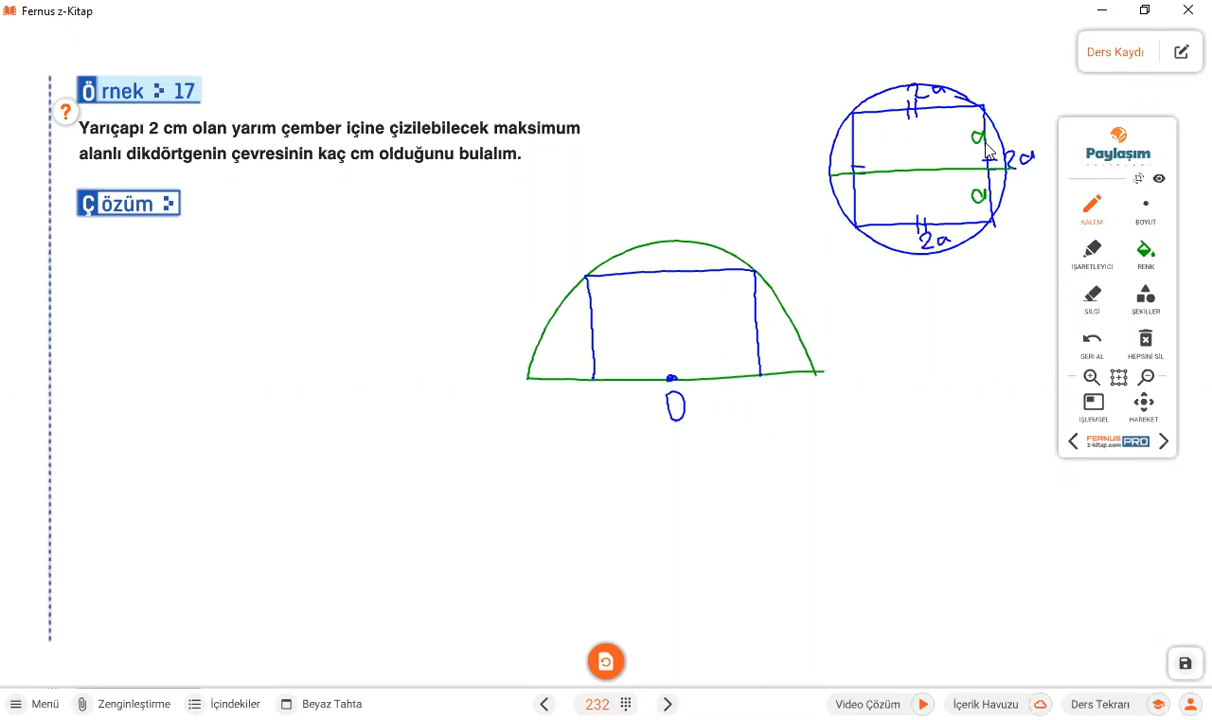 Fernus z-Kitap
Ders Kaydı
Örnek 17
?
Yarıçapı 2 cm olan yarım çember içine çizilebilecek maksimum
alanlı dikdörtgenin çevresinin kaç cm olduğunu bulalım.
Çözüm
2a
a
2a
a
2a
O
Paylaşım
KALEM
BOYUT
İŞARETLEYİCİ
RENK
SİLGİ
ŞEKİLLER
GERİ AL
HEPSİNİ SİL
İŞLEMSEL
HAREKET
FERNUS
z-kitap.com PRO
Menü
Zenginleştirme
İçindekiler
Beyaz Tahta
232
Video Çözüm
İçerik Havuzu
Ders Tekrarı